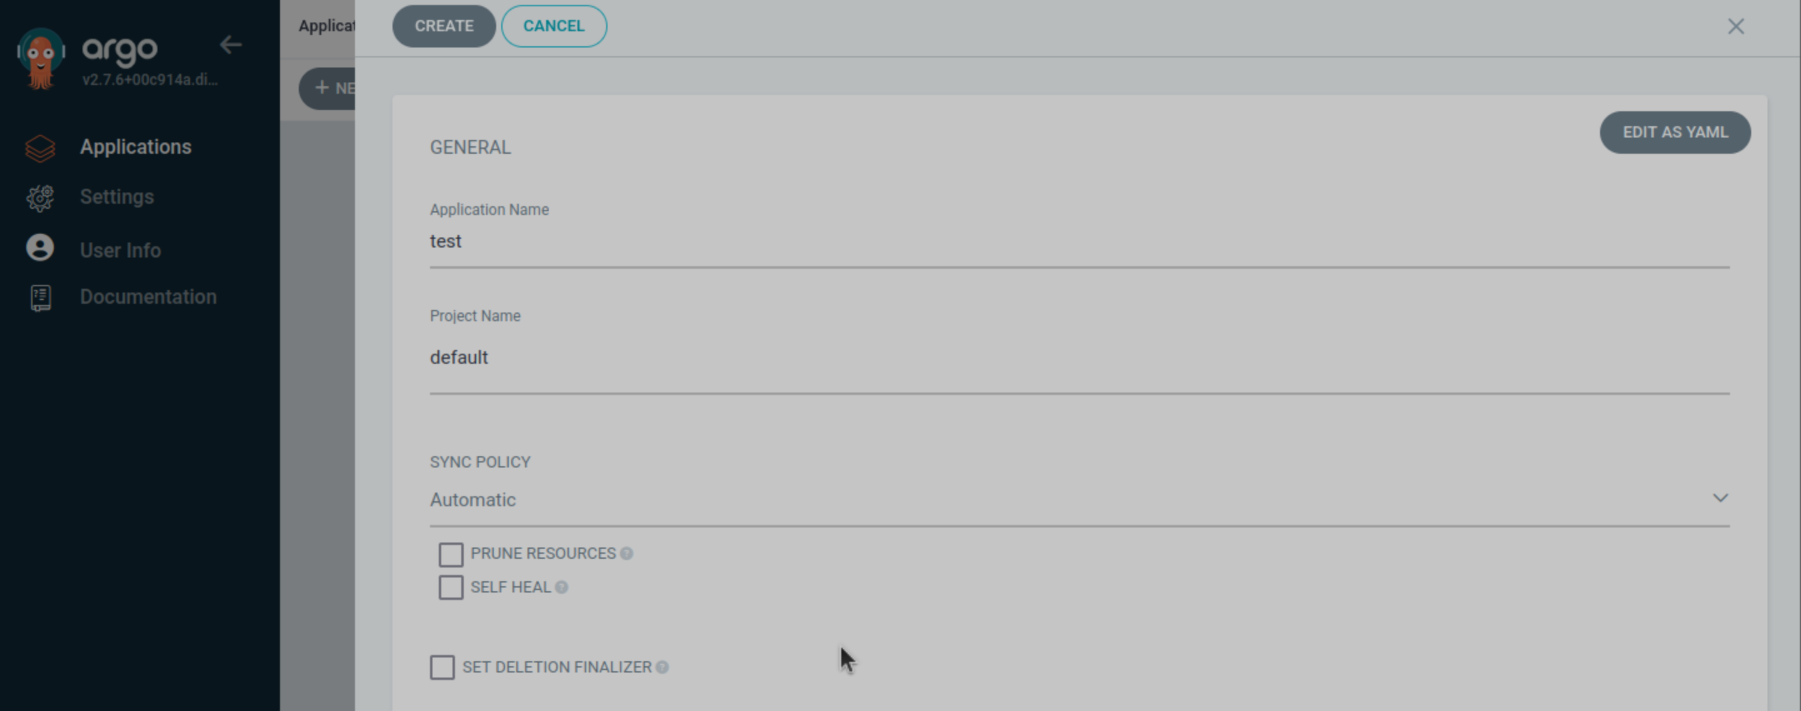 argo
v2.7.6+00c914a.di...
Applications
Settings
User Info
Documentation
Applicat
+ NE
CREATE
CANCEL
EDIT AS YAML
GENERAL
Application Name
test
Project Name
default
SYNC POLICY
Automatic
PRUNE RESOURCES ?
SELF HEAL ?
SET DELETION FINALIZER ?